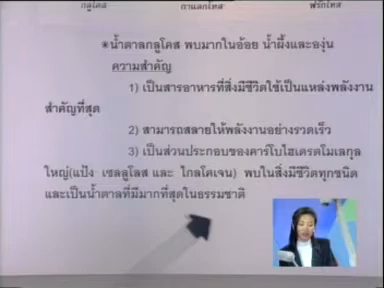 กลูโคส กาแลกโทส ฟรักโทส
*น้ำตาลกลูโคส พบมากในอ้อย น้ำผึ้งและองุ่น
ความสำคัญ
1) เป็นสารอาหารที่สิ่งมีชีวิตใช้เป็นแหล่งพลังงาน
สำคัญที่สุด
2) สามารถสลายให้พลังงานอย่างรวดเร็ว
3) เป็นส่วนประกอบของคาร์โบไฮเดรตโมเลกุล
ใหญ่(แป้ง เซลลูโลส และ ไกลโคเจน) พบในสิ่งมีชีวิตทุกชนิด
และเป็นน้ำตาลที่มีมากที่สุดในธรรมชาติ